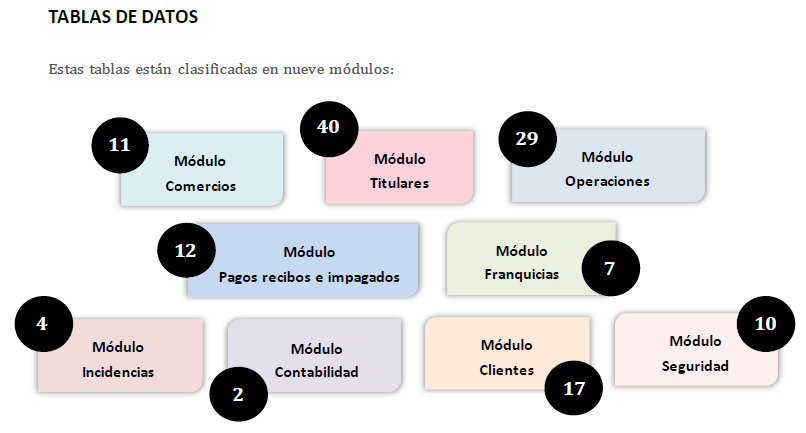 TABLAS DE DATOS
Estas tablas están clasificadas en nueve módulos:
11
Módulo
Comercios
40
Módulo
Titulares
29
Módulo
Operaciones
12
Módulo
Pagos recibos e impagados
Módulo
Franquicias
7
4
Módulo
Incidencias
Módulo
Contabilidad
2
Módulo
Clientes
17
10
Módulo
Seguridad